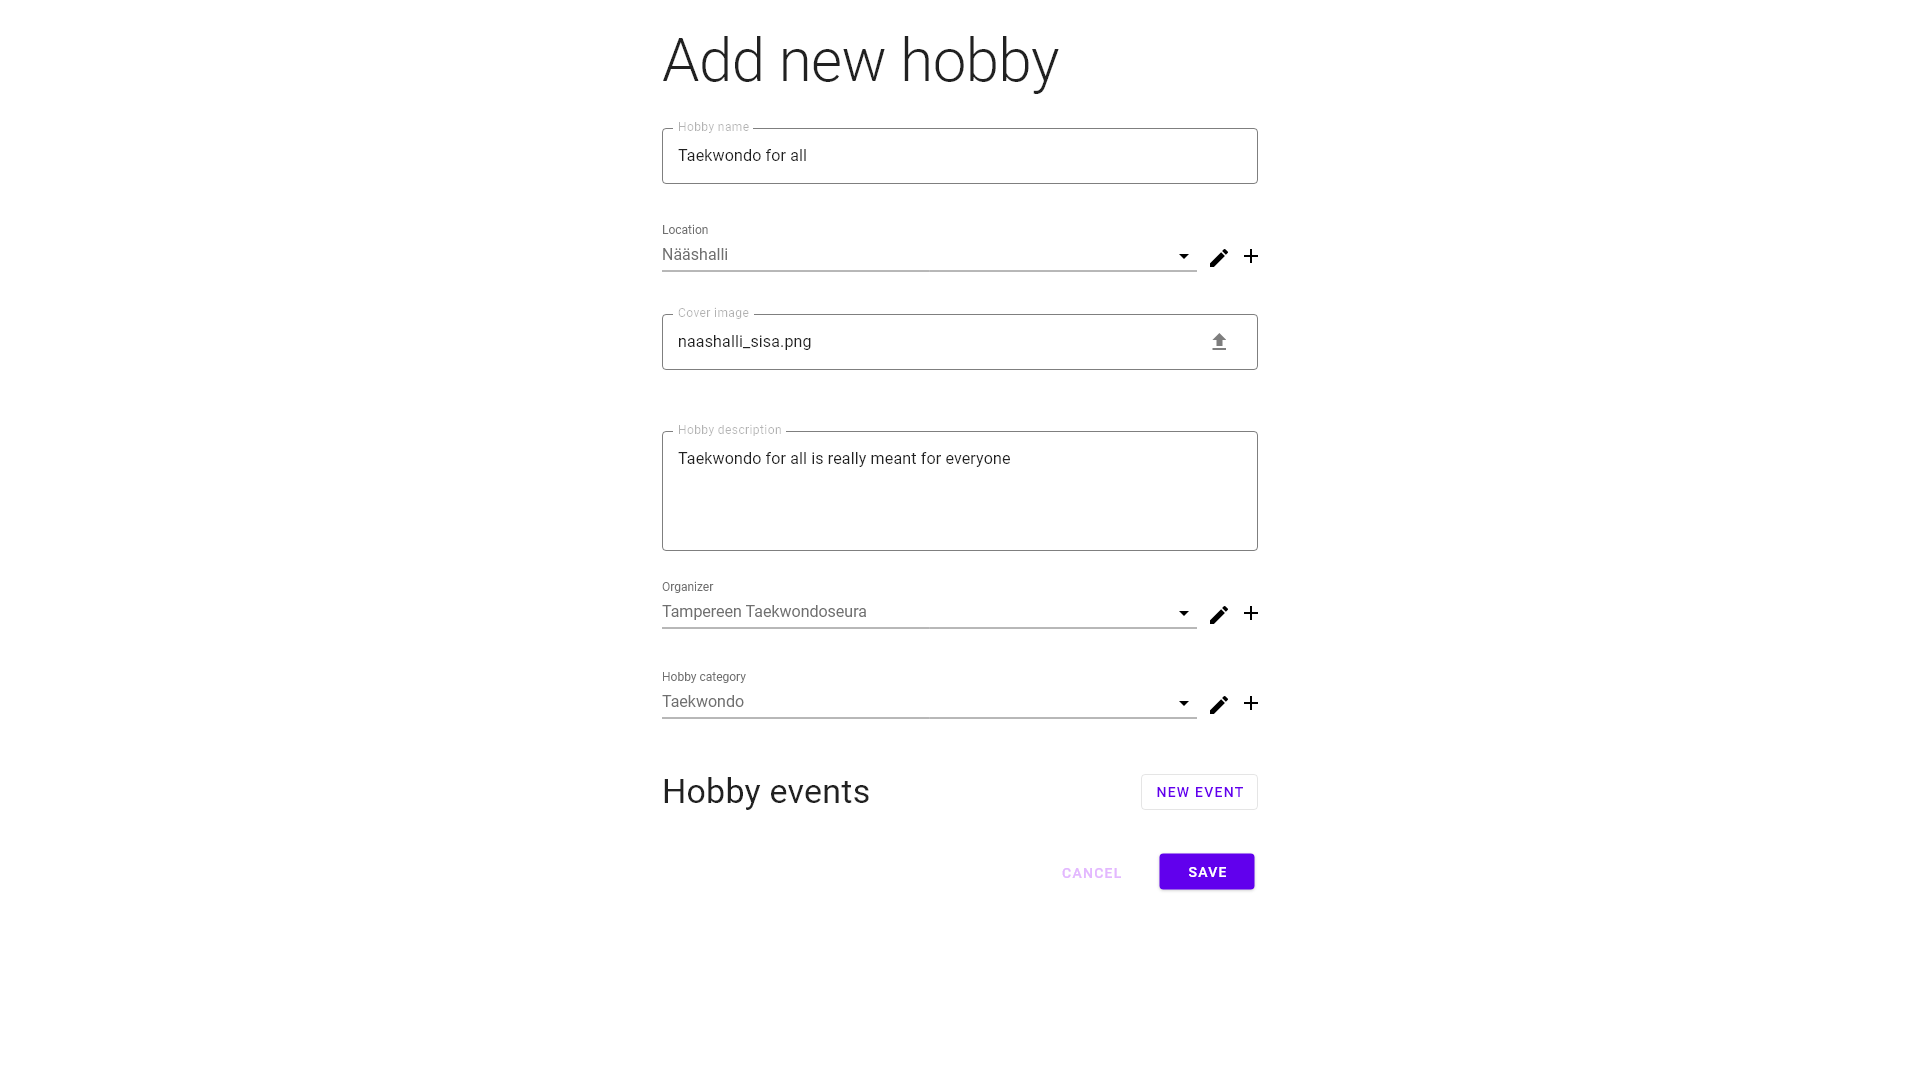 Add new hobby
Hobby name
Taekwondo for all
Location
Nääshalli
Cover image
naashalli_sisa.png
Hobby description
Taekwondo for all is really meant for everyone
Organizer
Tampereen Taekwondoseura
Hobby category
Taekwondo
Hobby events
NEW EVENT
CANCEL
SAVE